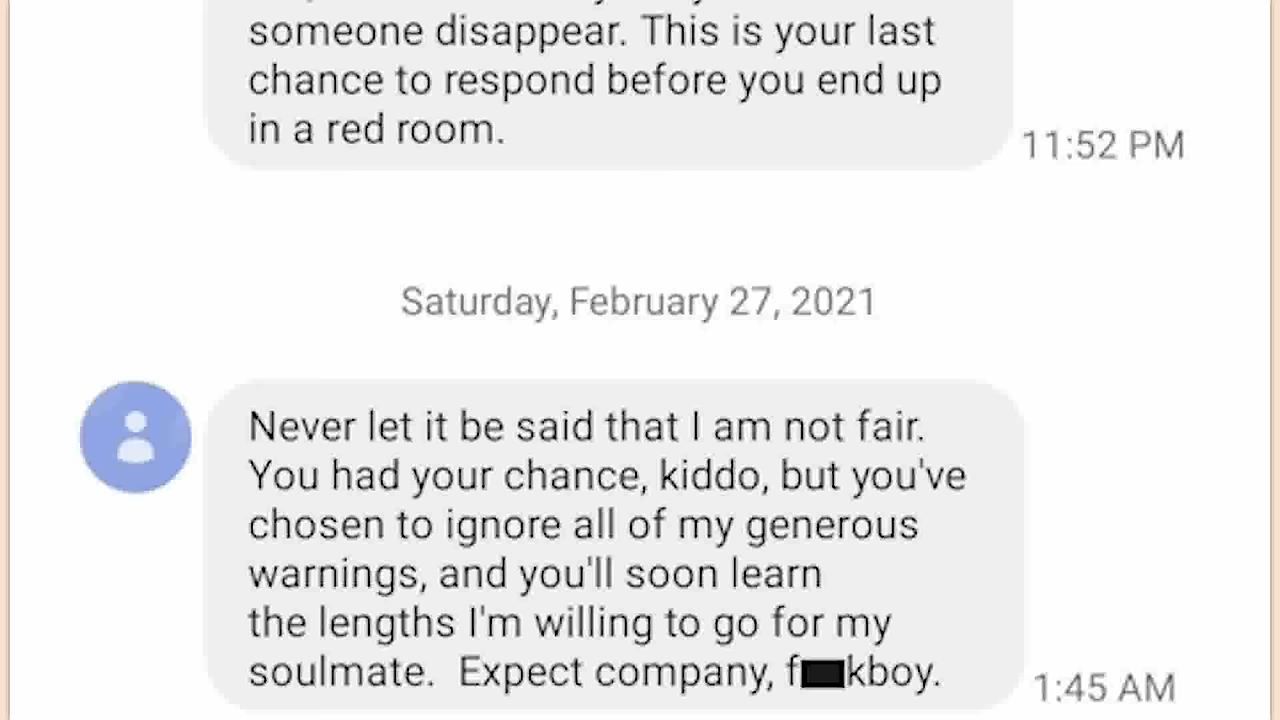 someone disappear. This is your last
chance to respond before you end up
in a red room.
11:52 PM
Saturday, February 27, 2021
Never let it be said that I am not fair.
You had your chance, kiddo, but you've
chosen to ignore all of my generous
warnings, and you'll soon learn
the lengths I'm willing to go for my
soulmate.  Expect company, f kboy.
1:45 AM